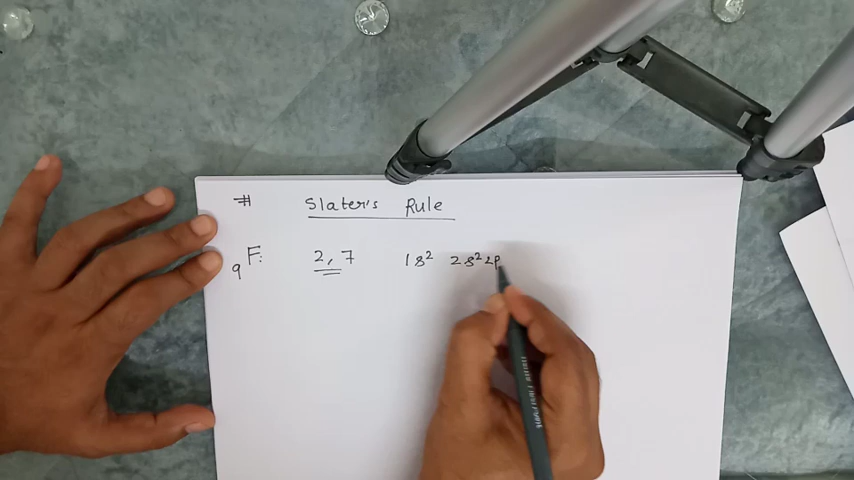 # Slater's Rule
₉F: 2, 7 1s² 2s² 2p